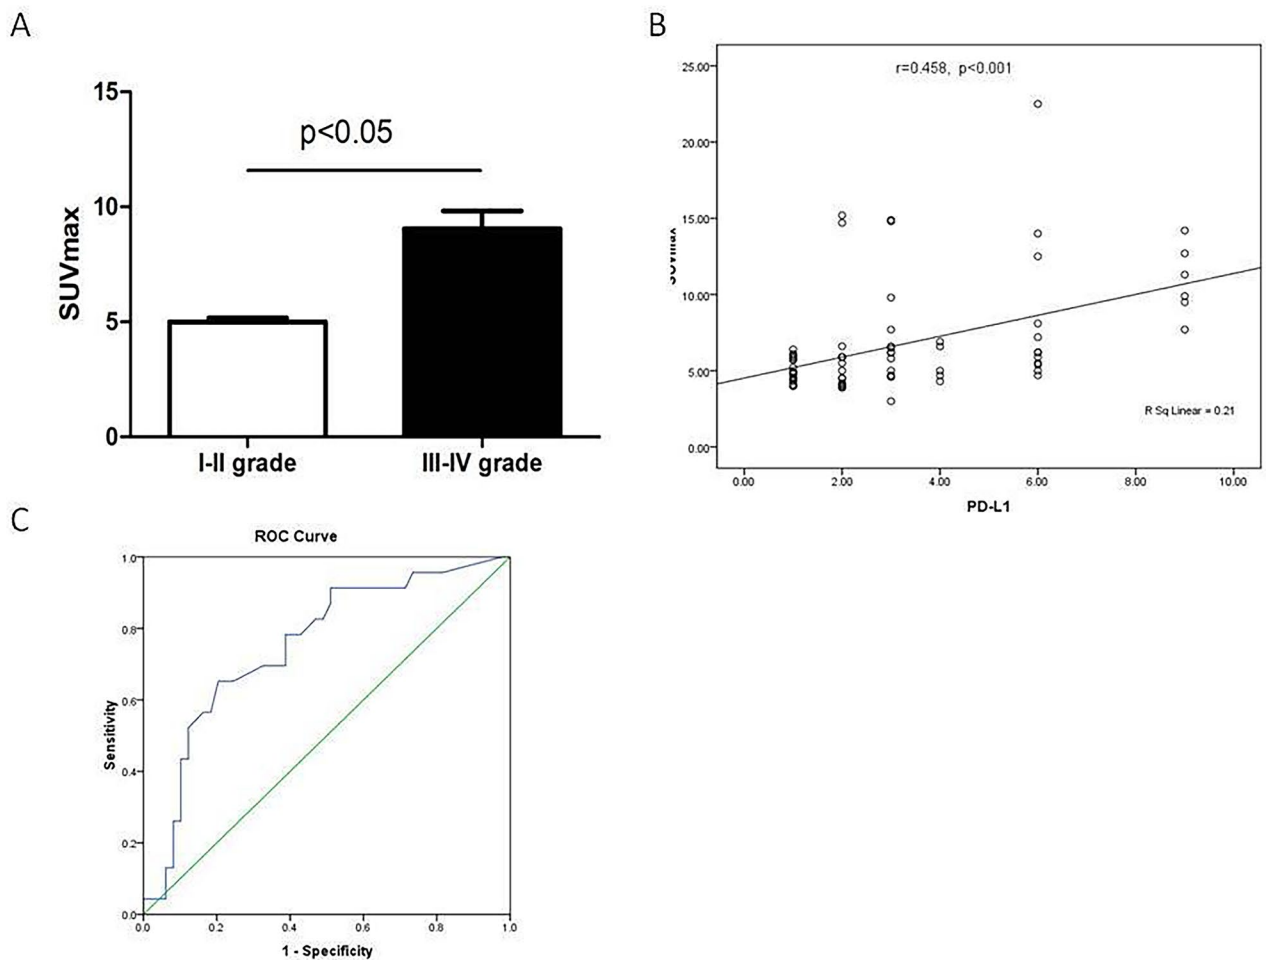 A
15
p<0.05
10
SUVmax
5
0
I-II grade
III-IV grade
B
25.00
r=0.458, p<0.001
20.00
15.00
10.00
5.00
R Sq Linear = 0.21
0.00
0.00
2.00
4.00
6.00
8.00
10.00
PD-L1
C
ROC Curve
1.0
0.8
0.6
Sensitivity
0.4
0.2
0.0
0.0
0.2
0.4
0.6
0.8
1.0
1 - Specificity